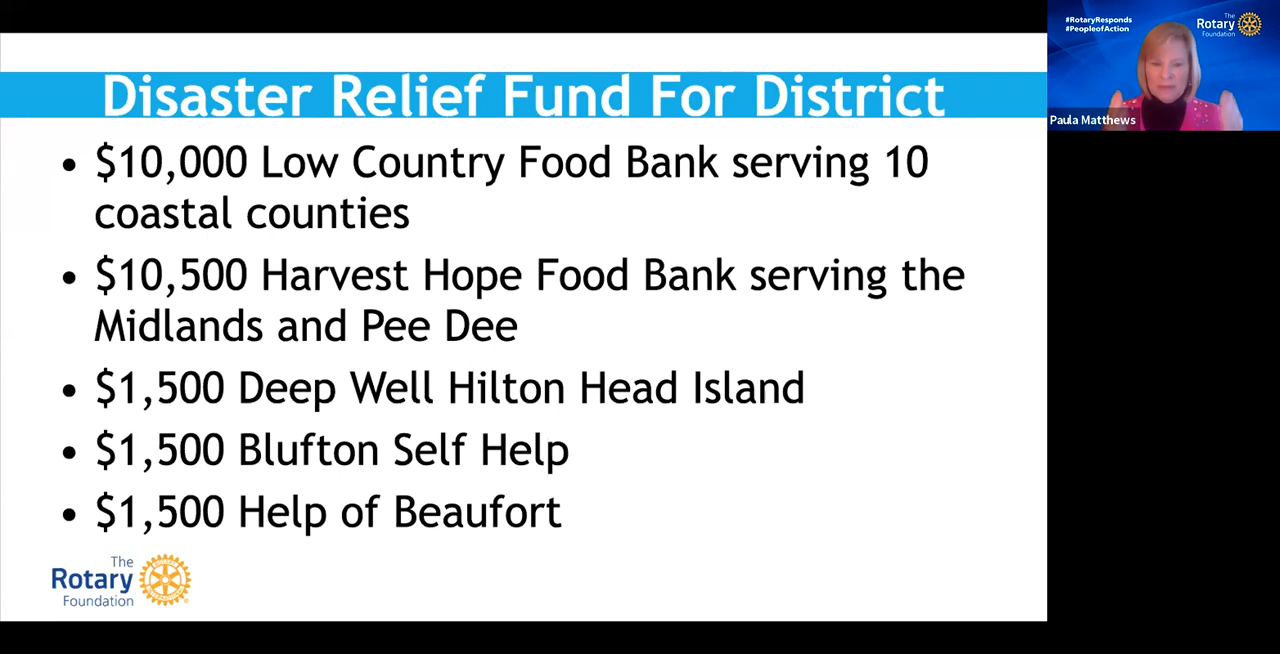 Disaster Relief Fund For District
• $10,000 Low Country Food Bank serving 10
coastal counties
• $10,500 Harvest Hope Food Bank serving the
Midlands and Pee Dee
• $1,500 Deep Well Hilton Head Island
• $1,500 Blufton Self Help
• $1,500 Help of Beaufort
The
Rotary
Foundation
#RotaryResponds
#PeopleofAction
The
Rotary
Foundation
Paula Matthews